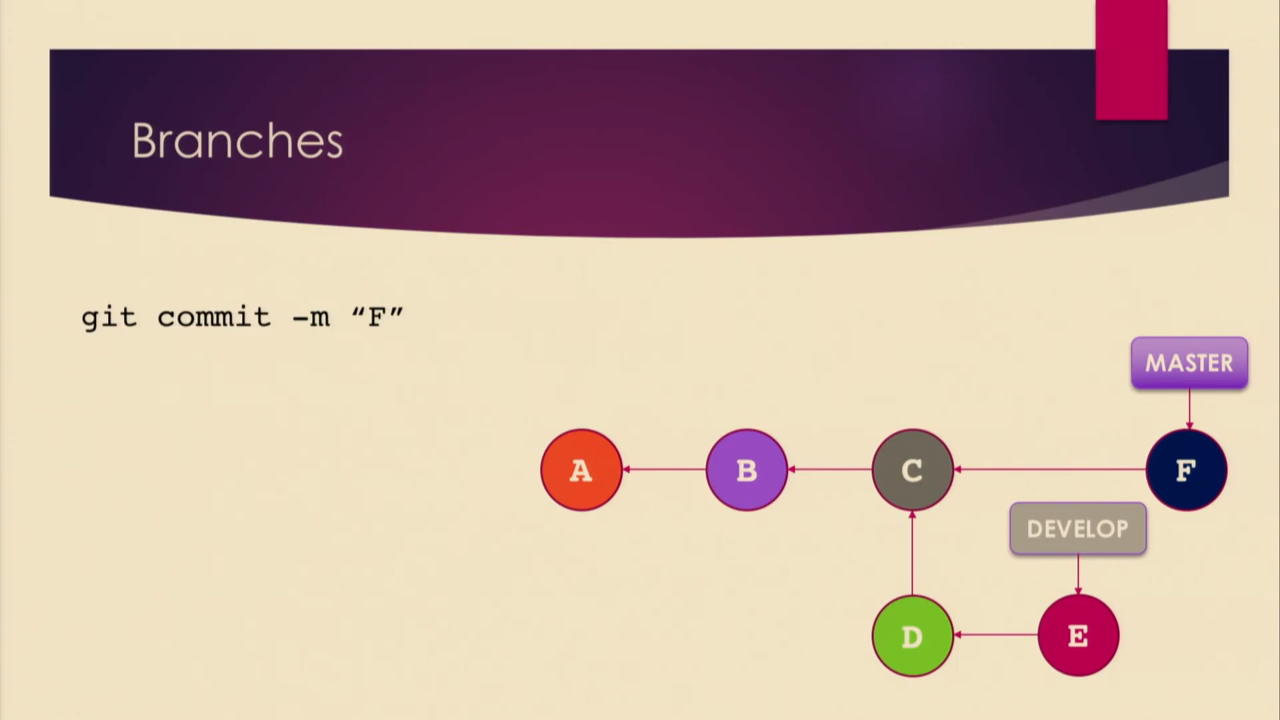 Branches
git commit –m “F”
MASTER
A
B
C
F
DEVELOP
D
E